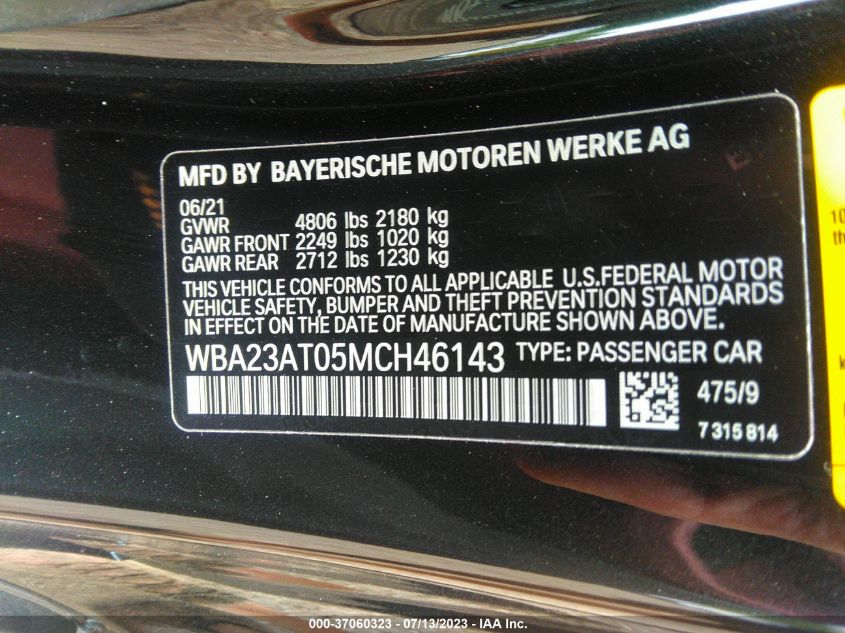 MFD BY BAYERISCHE MOTOREN WERKE AG
06/21
GVWR 4806 lbs 2180 kg
GAWR FRONT 2249 lbs 1020 kg
GAWR REAR 2712 lbs 1230 kg
THIS VEHICLE CONFORMS TO ALL APPLICABLE U.S.FEDERAL MOTOR
VEHICLE SAFETY, BUMPER AND THEFT PREVENTION STANDARDS
IN EFFECT ON THE DATE OF MANUFACTURE SHOWN ABOVE.
WBA23AT05MCH46143 TYPE: PASSENGER CAR
475/9
7 315 814
10
th
000-37060323 - 07/13/2023 - IAA Inc.